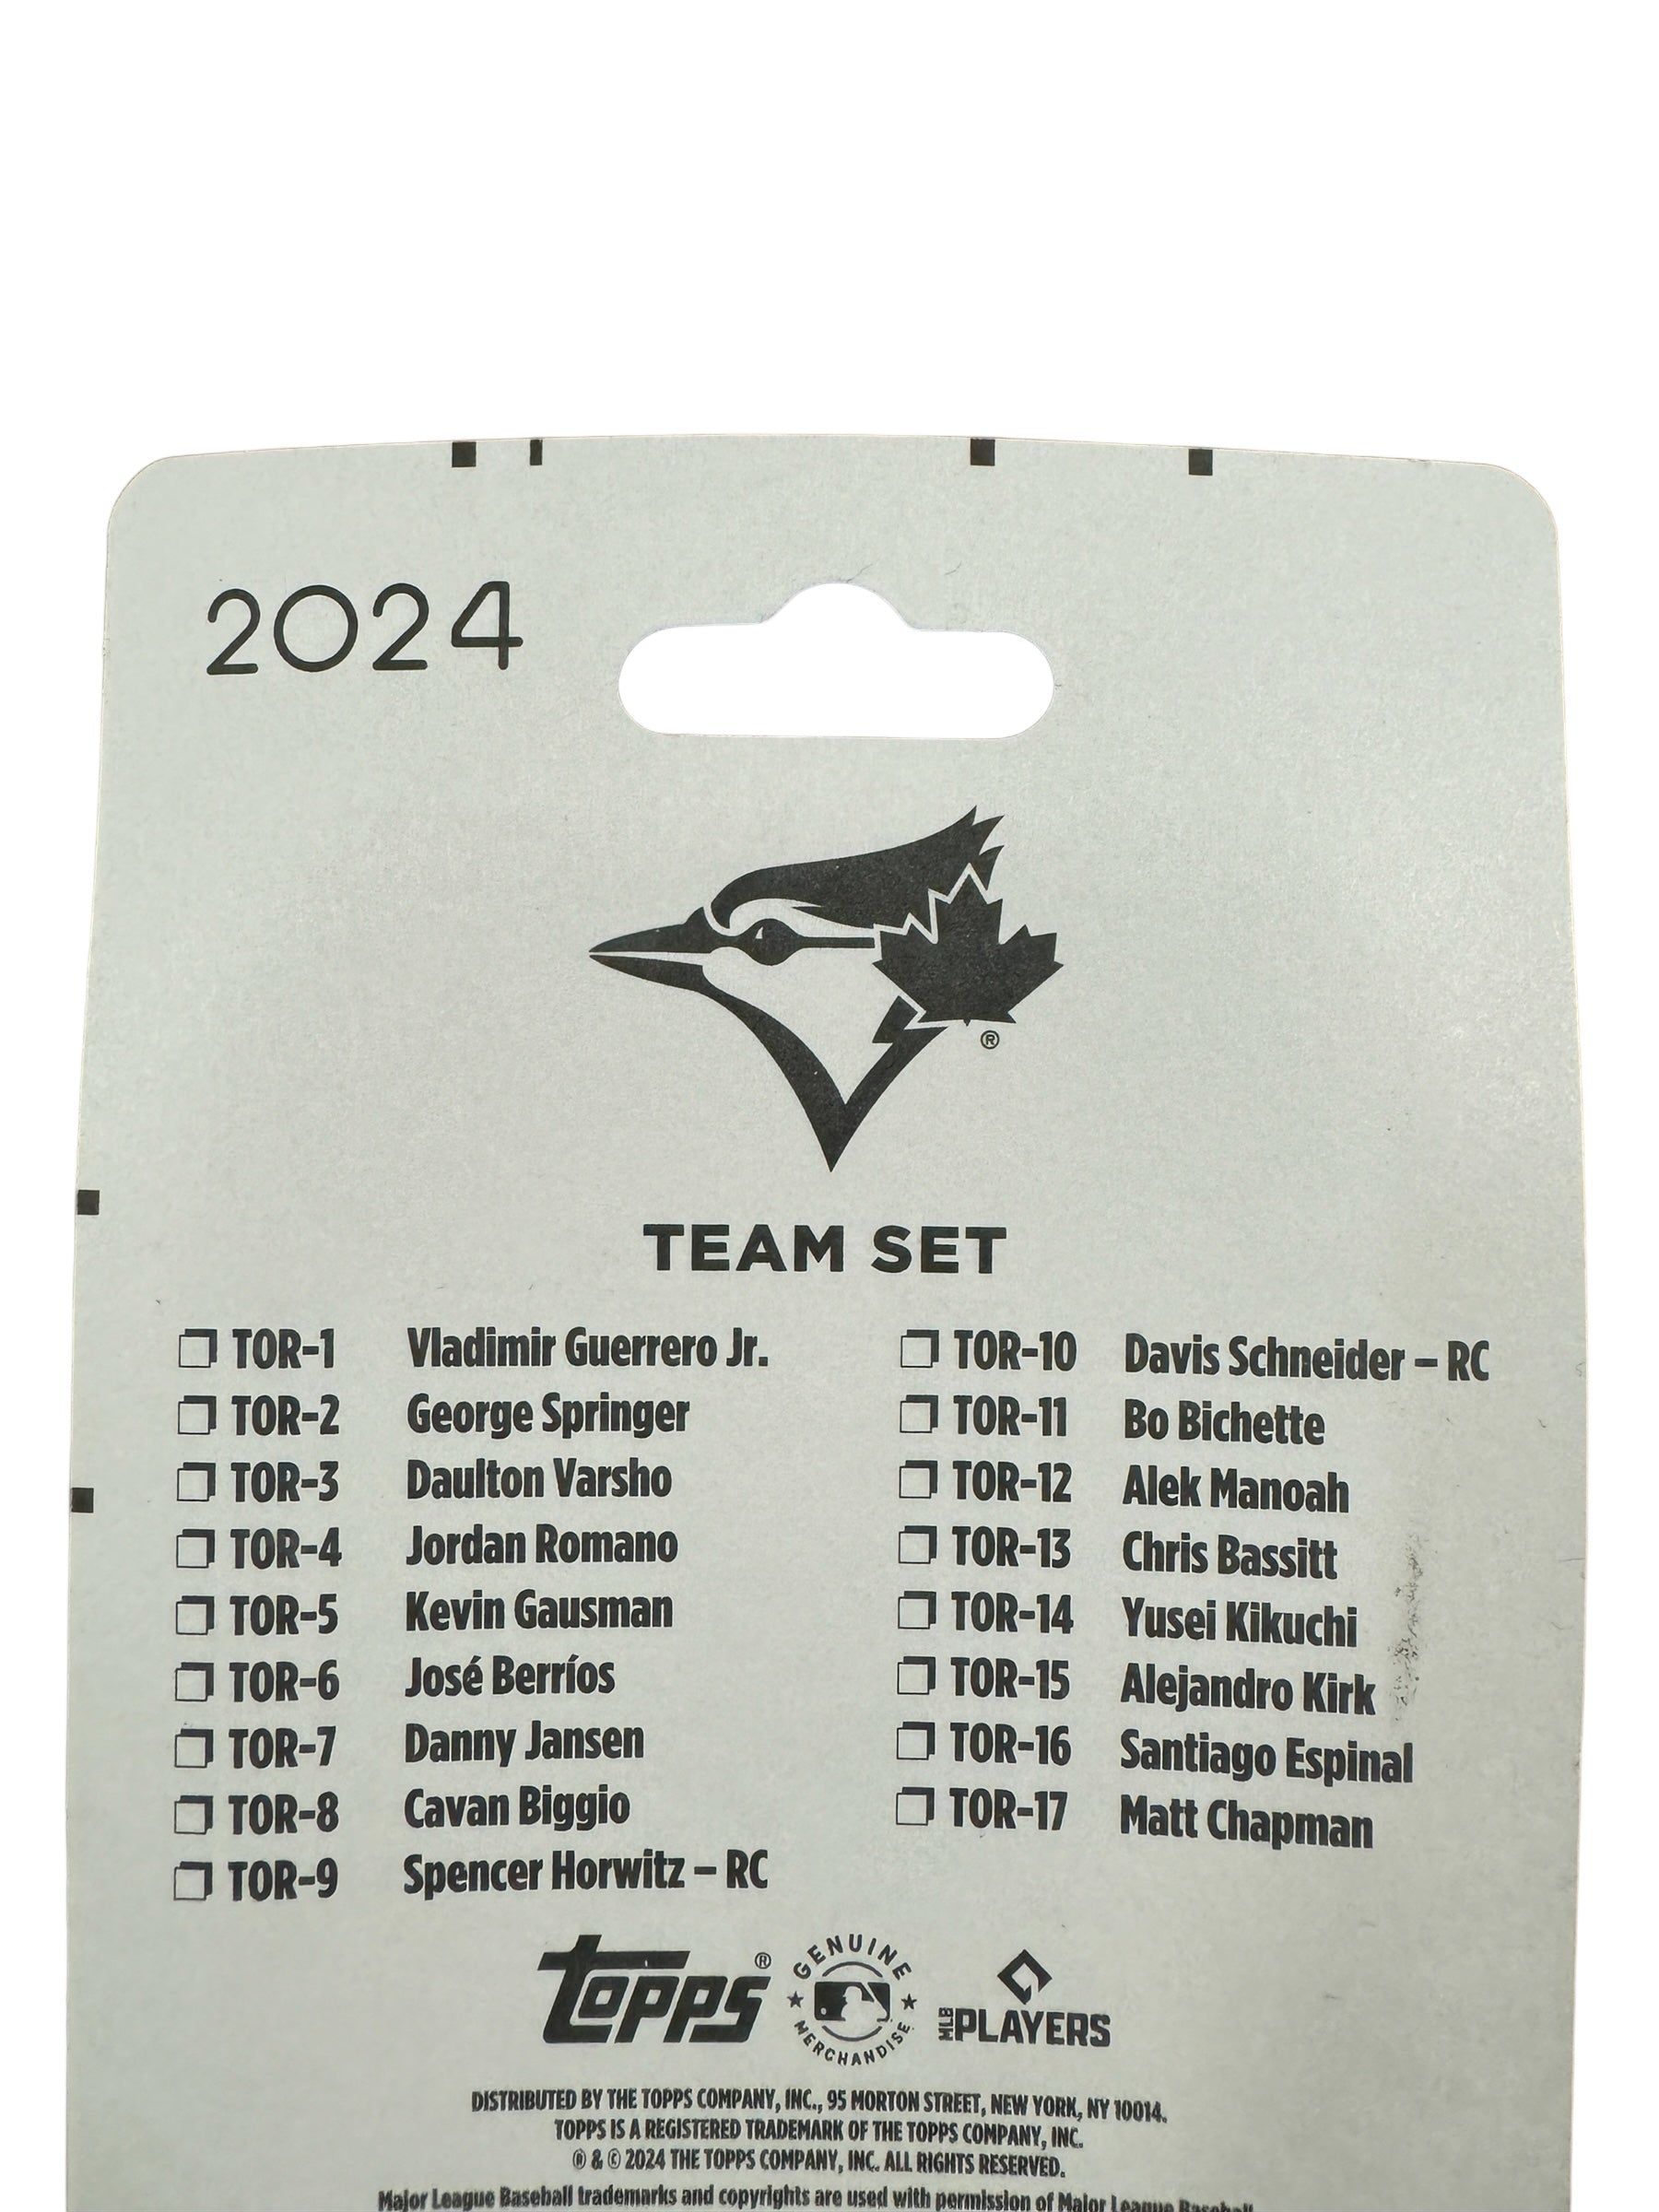 2024
®
TEAM SET
TOR-1 Vladimir Guerrero Jr.
TOR-2 George Springer
TOR-3 Daulton Varsho
TOR-4 Jordan Romano
TOR-5 Kevin Gausman
TOR-6 José Berríos
TOR-7 Danny Jansen
TOR-8 Cavan Biggio
TOR-9 Spencer Horwitz – RC
TOR-10 Davis Schneider – RC
TOR-11 Bo Bichette
TOR-12 Alek Manoah
TOR-13 Chris Bassitt
TOR-14 Yusei Kikuchi
TOR-15 Alejandro Kirk
TOR-16 Santiago Espinal
TOR-17 Matt Chapman
topps®
GENUINE
MERCHANDISE
MLB PLAYERS
DISTRIBUTED BY THE TOPPS COMPANY, INC., 95 MORTON STREET, NEW YORK, NY 10014.
TOPPS IS A REGISTERED TRADEMARK OF THE TOPPS COMPANY, INC.
® & © 2024 THE TOPPS COMPANY, INC. ALL RIGHTS RESERVED.
Major League Baseball trademarks and copyrights are used with permission of Major League Baseball